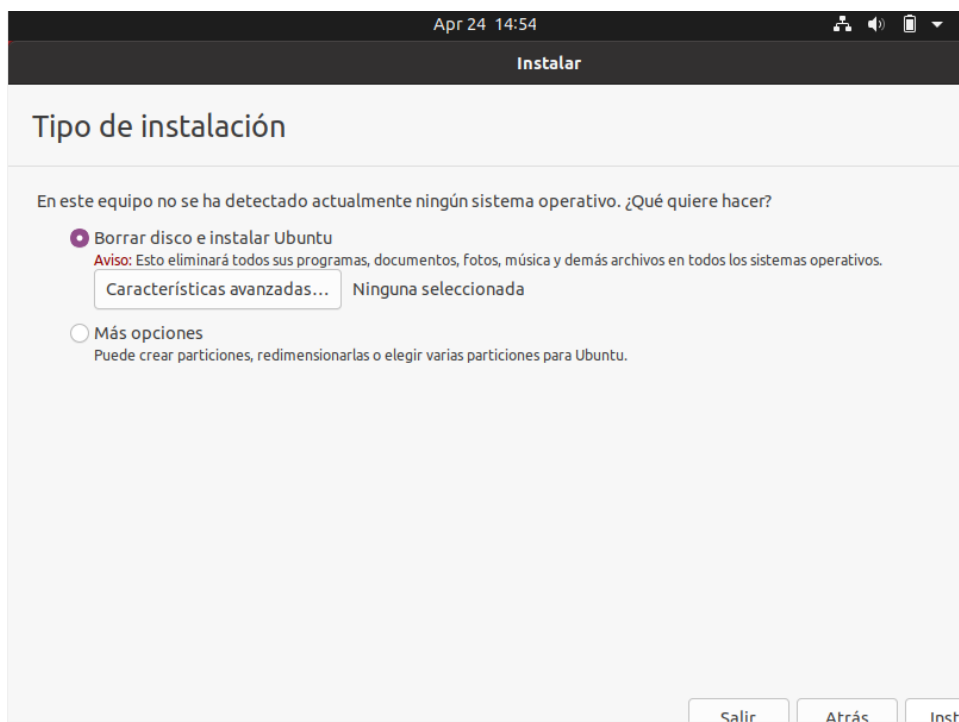 Apr 24 14:54
Instalar
Tipo de instalación
En este equipo no se ha detectado actualmente ningún sistema operativo. ¿Qué quiere hacer?
Borrar disco e instalar Ubuntu
Aviso: Esto eliminará todos sus programas, documentos, fotos, música y demás archivos en todos los sistemas operativos.
Características avanzadas... Ninguna seleccionada
Más opciones
Puede crear particiones, redimensionarlas o elegir varias particiones para Ubuntu.
Salir Atrás Inst